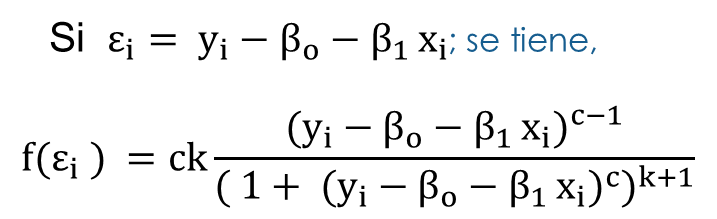 Si εᵢ = yᵢ − βₒ − β₁ xᵢ; se tiene,
f(εᵢ ) = ck (yᵢ − βₒ − β₁ xᵢ)ᶜ⁻¹ / ( 1 + (yᵢ − βₒ − β₁ xᵢ)ᶜ)ᵏ⁺¹